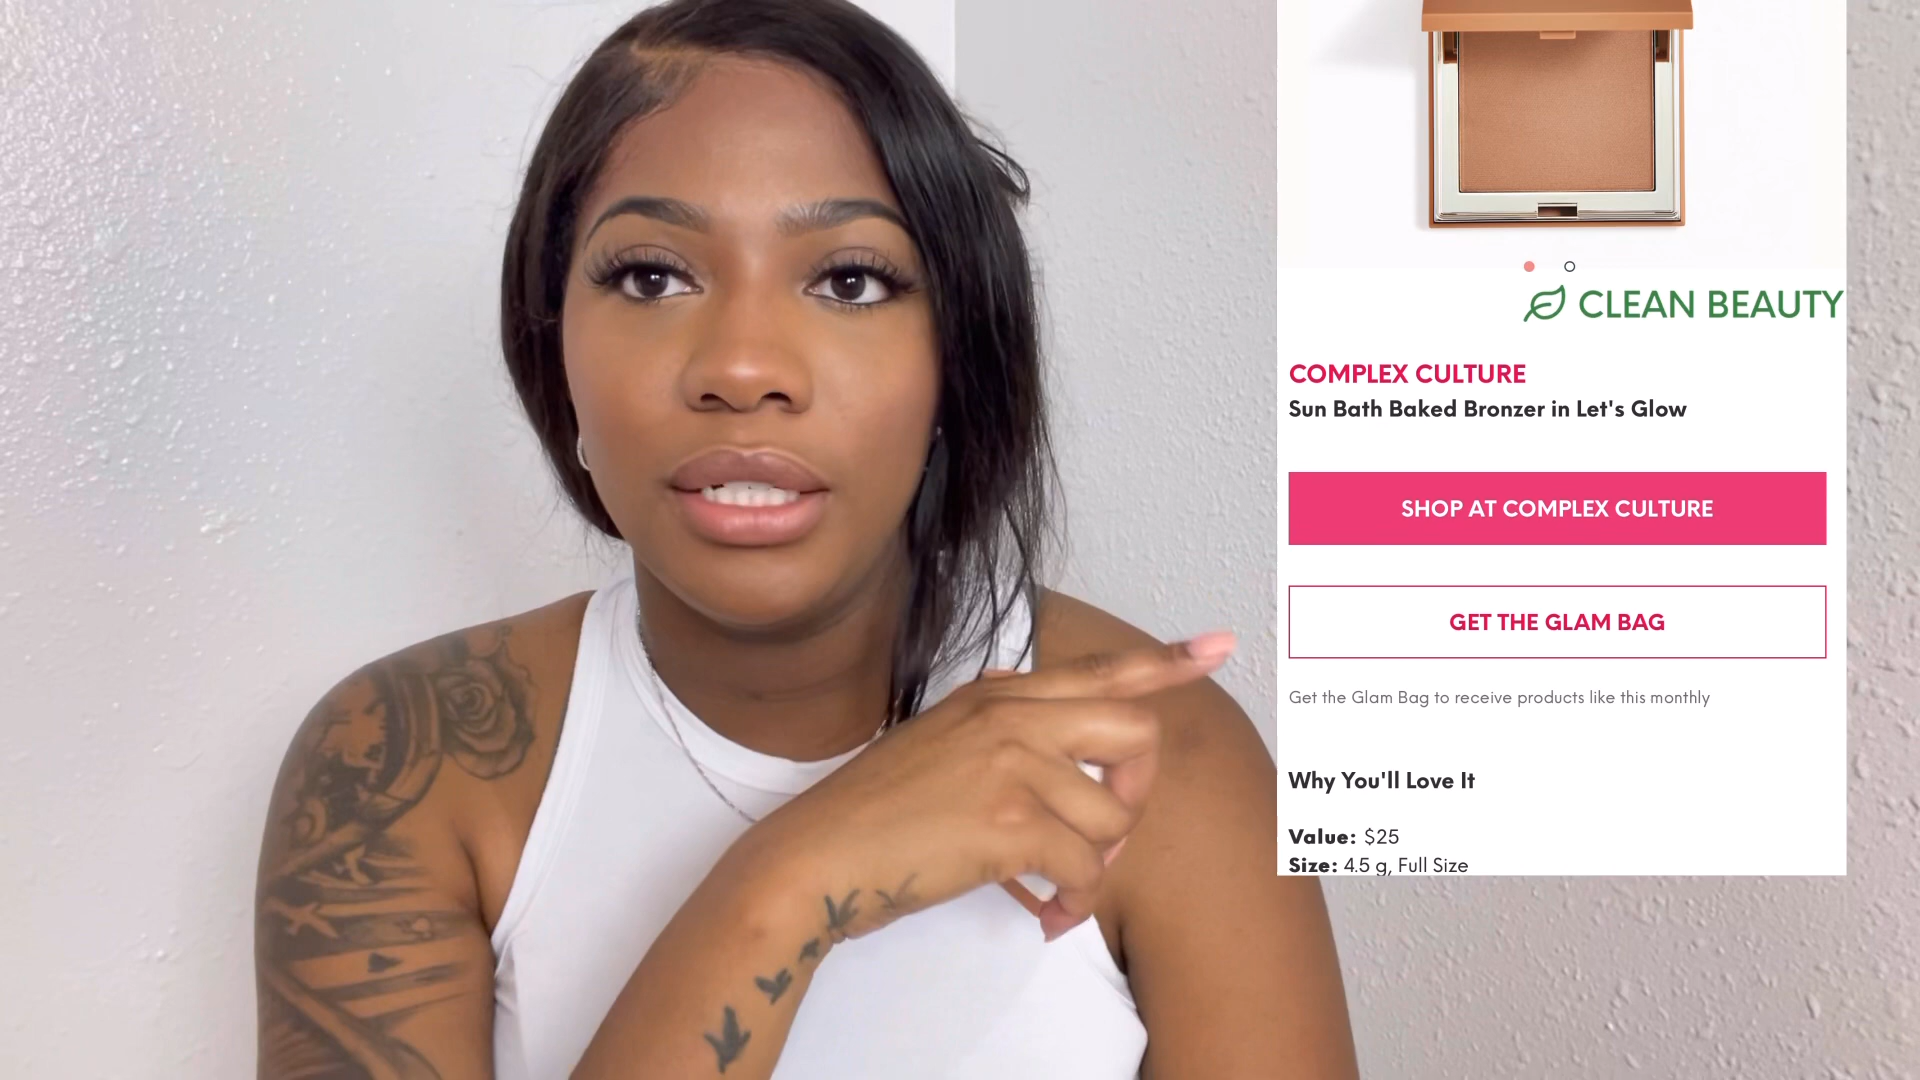 CLEAN BEAUTY
COMPLEX CULTURE
Sun Bath Baked Bronzer in Let's Glow
SHOP AT COMPLEX CULTURE
GET THE GLAM BAG
Get the Glam Bag to receive products like this monthly
Why You'll Love It
Value: $25
Size: 4.5 g, Full Size